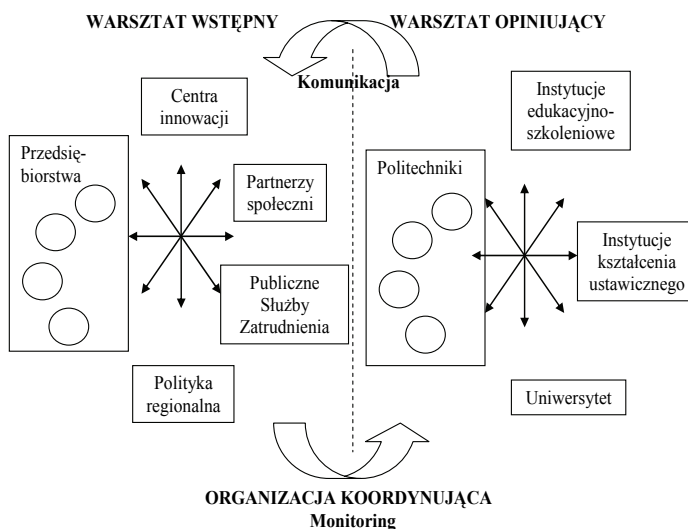 WARSZTAT WSTĘPNY
WARSZTAT OPINIUJĄCY
Komunikacja
Centra
innowacji
Przedsię-
biorstwa
Partnerzy
społeczni
Publiczne
Służby
Zatrudnienia
Polityka
regionalna
Instytucje
edukacyjno-
szkoleniowe
Politechniki
Instytucje
kształcenia
ustawicznego
Uniwersytet
ORGANIZACJA KOORDYNUJĄCA
Monitoring